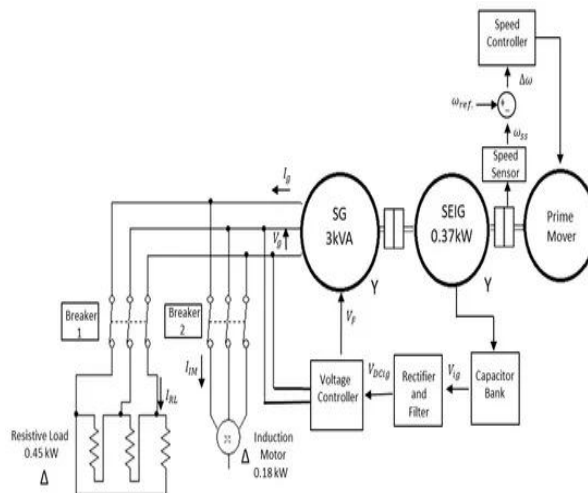 Speed
Controller
Δω
ω_ref.
+
−
ω_ss
Speed
Sensor
I_g
SG
3kVA
SEIG
0.37kW
Prime
Mover
V_g
Y
Y
Breaker
1
Breaker
2
V_F
I_IM
I_RL
Voltage
Controller
V_DCig
Rectifier
and
Filter
V_ig
Capacitor
Bank
Resistive Load
0.45 kW
Δ
Δ
Induction
Motor
0.18 kW